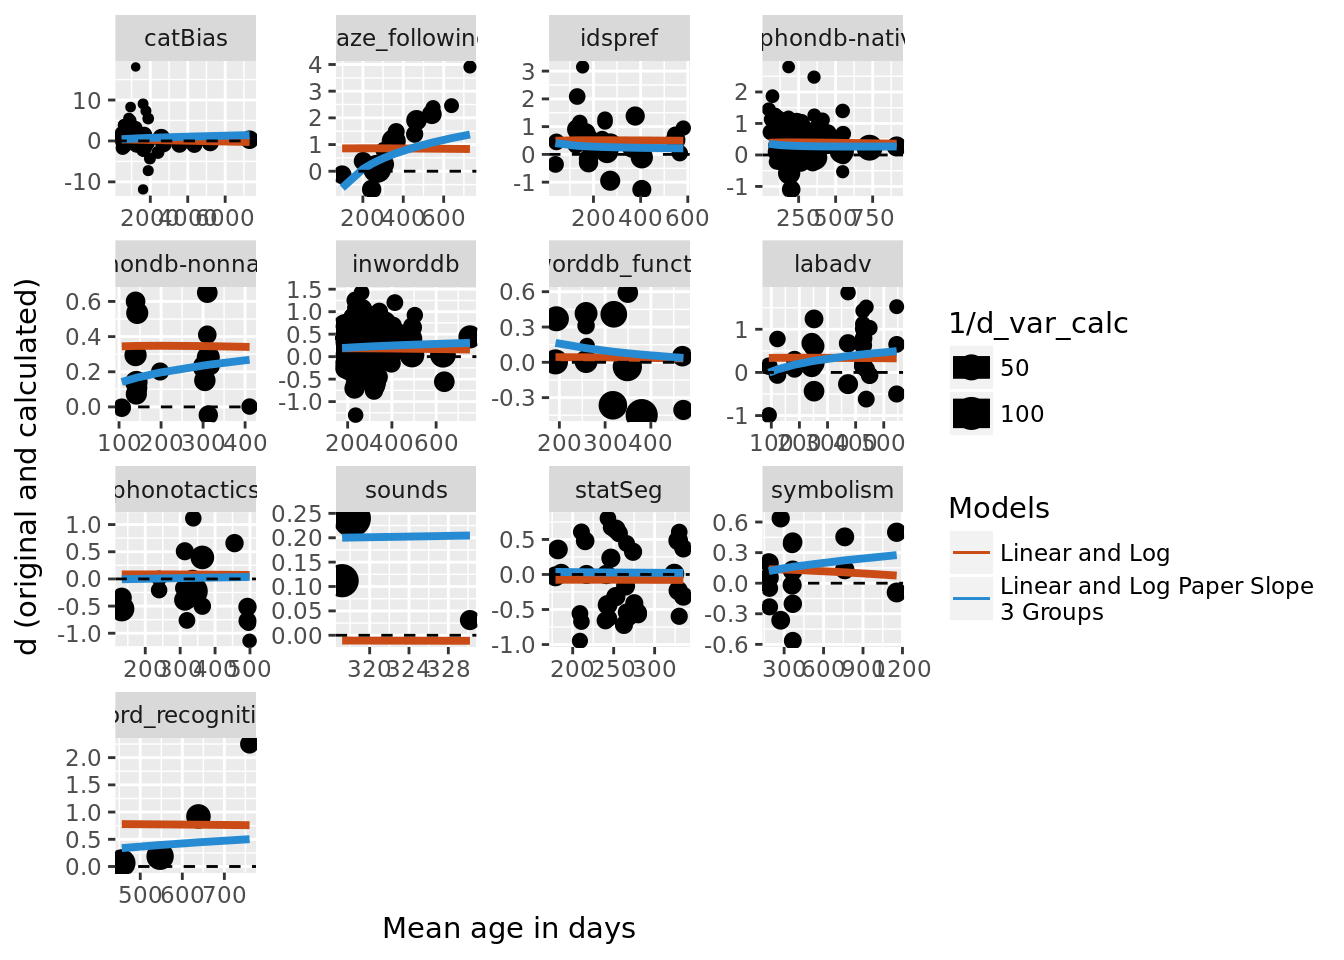 catBias
aze_followin
idspref
phondb-nativ
10
0
-10
2000 4000 6000
4
3
2
1
0
200 400 600
3
2
1
0
-1
200 400 600
2
1
0
-1
250 500 750
ondb-nonna
inworddb
orddb_funct
labadv
0.6
0.4
0.2
0.0
100 200 300 400
1.5
1.0
0.5
0.0
-0.5
-1.0
200 400 600
0.6
0.3
0.0
-0.3
200 300 400
1
0
-1
100 200 300 400 500
phonotactics
sounds
statSeg
symbolism
1.0
0.5
0.0
-0.5
-1.0
200 300 400 500
0.25
0.20
0.15
0.10
0.05
0.00
320 324 328
0.5
0.0
-0.5
-1.0
200 250 300
0.6
0.3
0.0
-0.3
-0.6
300 600 900 1200
ord_recogniti
2.0
1.5
1.0
0.5
0.0
500 600 700
Mean age in days
d (original and calculated)
1/d_var_calc
50
100
Models
Linear and Log
Linear and Log Paper Slope
3 Groups